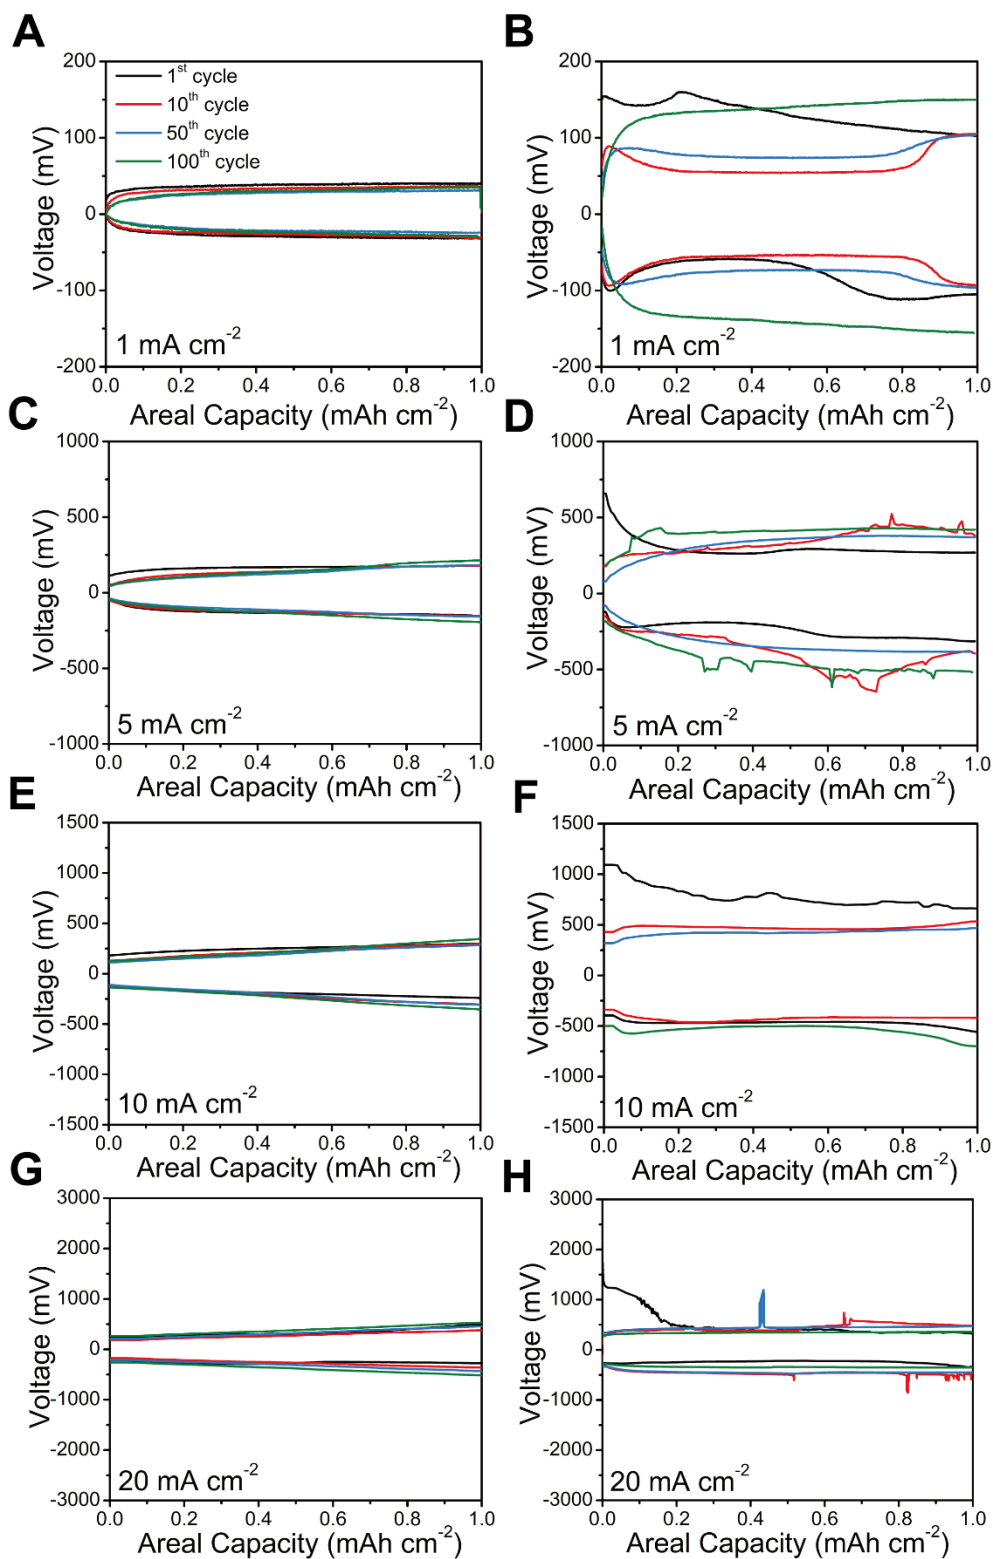 A
B
200
100
0
-100
-200
Voltage (mV)
1st cycle
10th cycle
50th cycle
100th cycle
1 mA cm-2
0.0 0.2 0.4 0.6 0.8 1.0
Areal Capacity (mAh cm-2)
200
100
0
-100
-200
Voltage (mV)
1 mA cm-2
0.0 0.2 0.4 0.6 0.8 1.0
Areal Capacity (mAh cm-2)
C
D
1000
500
0
-500
-1000
Voltage (mV)
5 mA cm-2
0.0 0.2 0.4 0.6 0.8 1.0
Areal Capacity (mAh cm-2)
1000
500
0
-500
-1000
Voltage (mV)
5 mA cm-2
0.0 0.2 0.4 0.6 0.8 1.0
Areal Capacity (mAh cm-2)
E
F
1500
1000
500
0
-500
-1000
-1500
Voltage (mV)
10 mA cm-2
0.0 0.2 0.4 0.6 0.8 1.0
Areal Capacity (mAh cm-2)
1500
1000
500
0
-500
-1000
-1500
Voltage (mV)
10 mA cm-2
0.0 0.2 0.4 0.6 0.8 1.0
Areal Capacity (mAh cm-2)
G
H
3000
2000
1000
0
-1000
-2000
-3000
Voltage (mV)
20 mA cm-2
0.0 0.2 0.4 0.6 0.8 1.0
Areal Capacity (mAh cm-2)
3000
2000
1000
0
-1000
-2000
-3000
Voltage (mV)
20 mA cm-2
0.0 0.2 0.4 0.6 0.8 1.0
Areal Capacity (mAh cm-2)